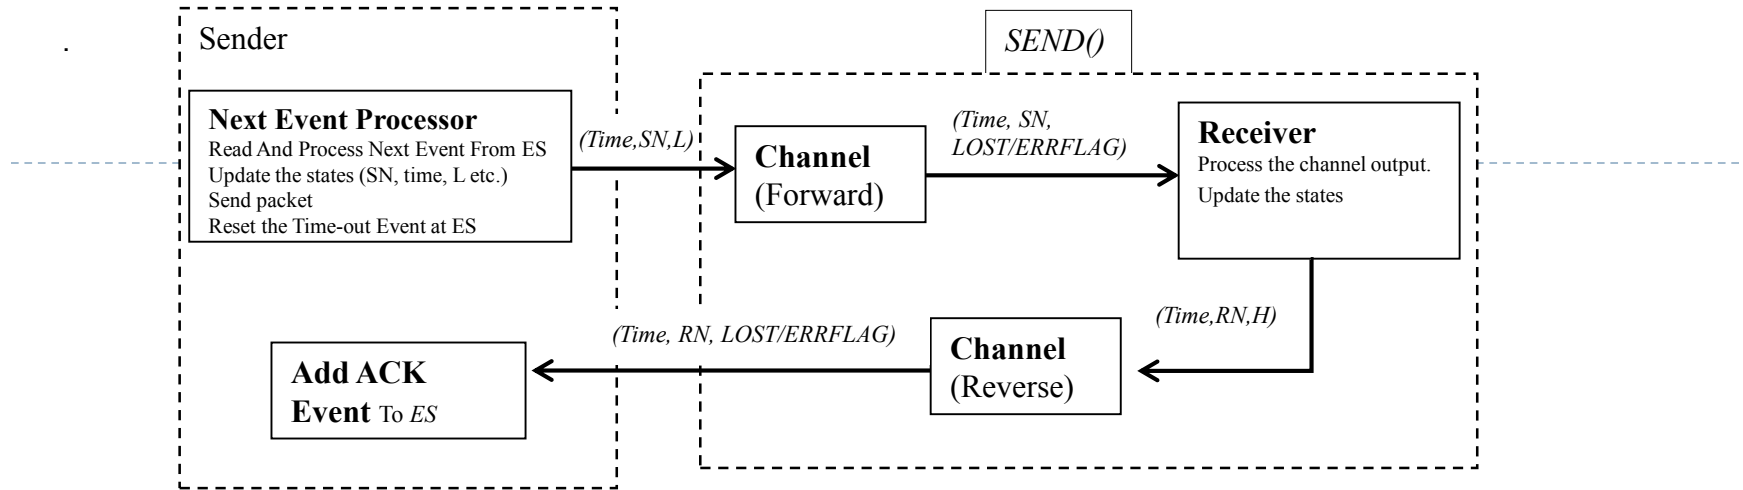 .
Sender
SEND()
Next Event Processor
Read And Process Next Event From ES
Update the states (SN, time, L etc.)
Send packet
Reset the Time-out Event at ES
(Time,SN,L)
Channel
(Forward)
(Time, SN,
LOST/ERRFLAG)
Receiver
Process the channel output.
Update the states
(Time,RN,H)
Channel
(Reverse)
(Time, RN, LOST/ERRFLAG)
Add ACK
Event To ES